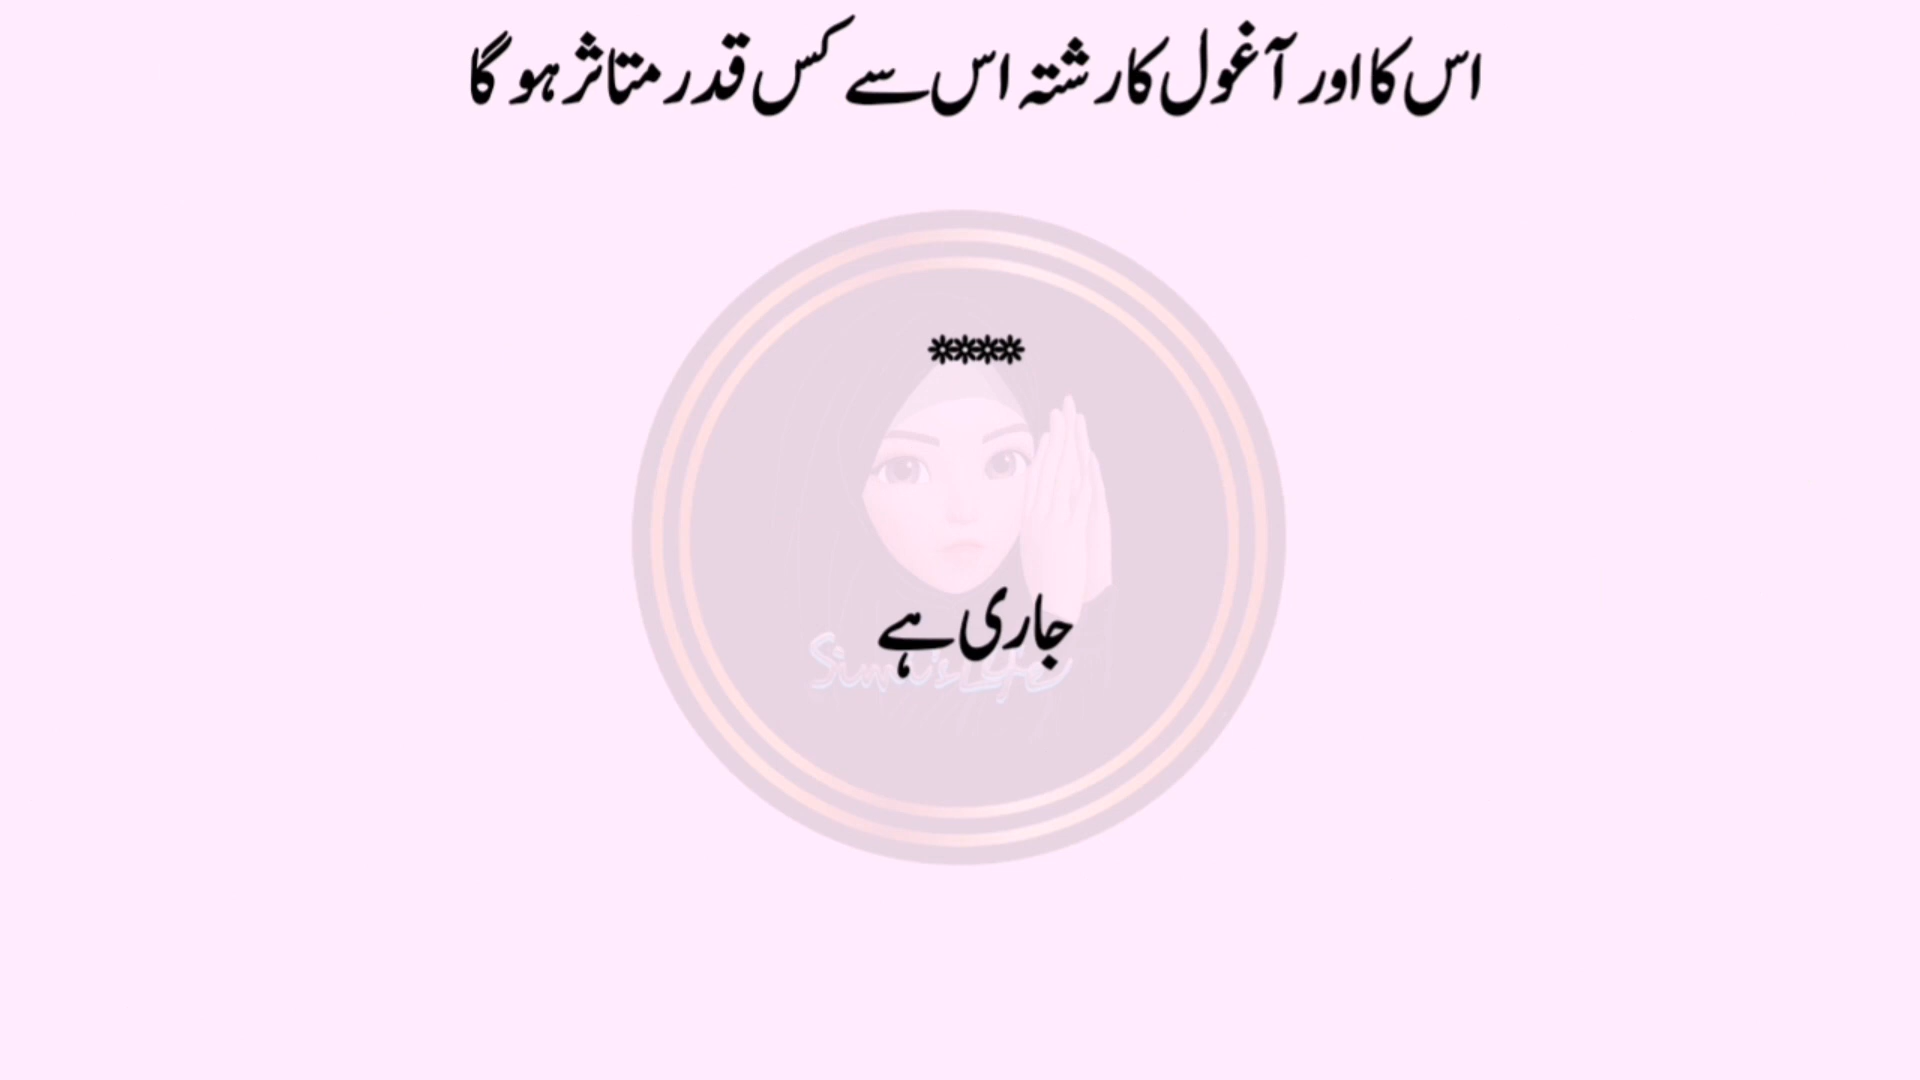 اس کا اور آغول کا رشتہ اس سے کس قدر متاثر ہو گا
****
جاری ہے